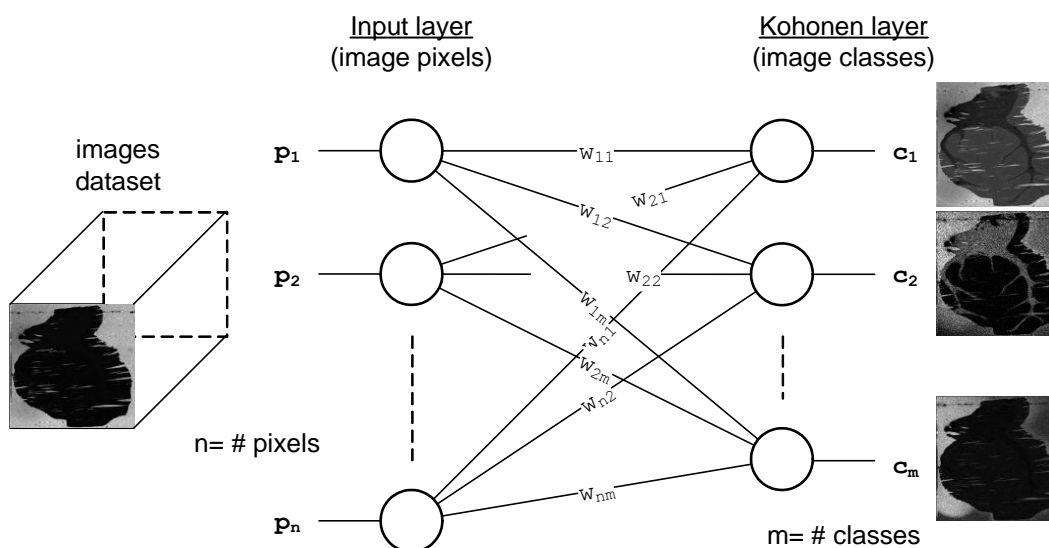 Input layer
(image pixels)
Kohonen layer
(image classes)
images
dataset
p₁
w₁₁
c₁
w₂₁
w₁₂
p₂
w₂₂
c₂
w₁ₘ
wₙ₁
w₂ₘ
wₙ₂
n= # pixels
cₘ
wₙₘ
pₙ
m= # classes